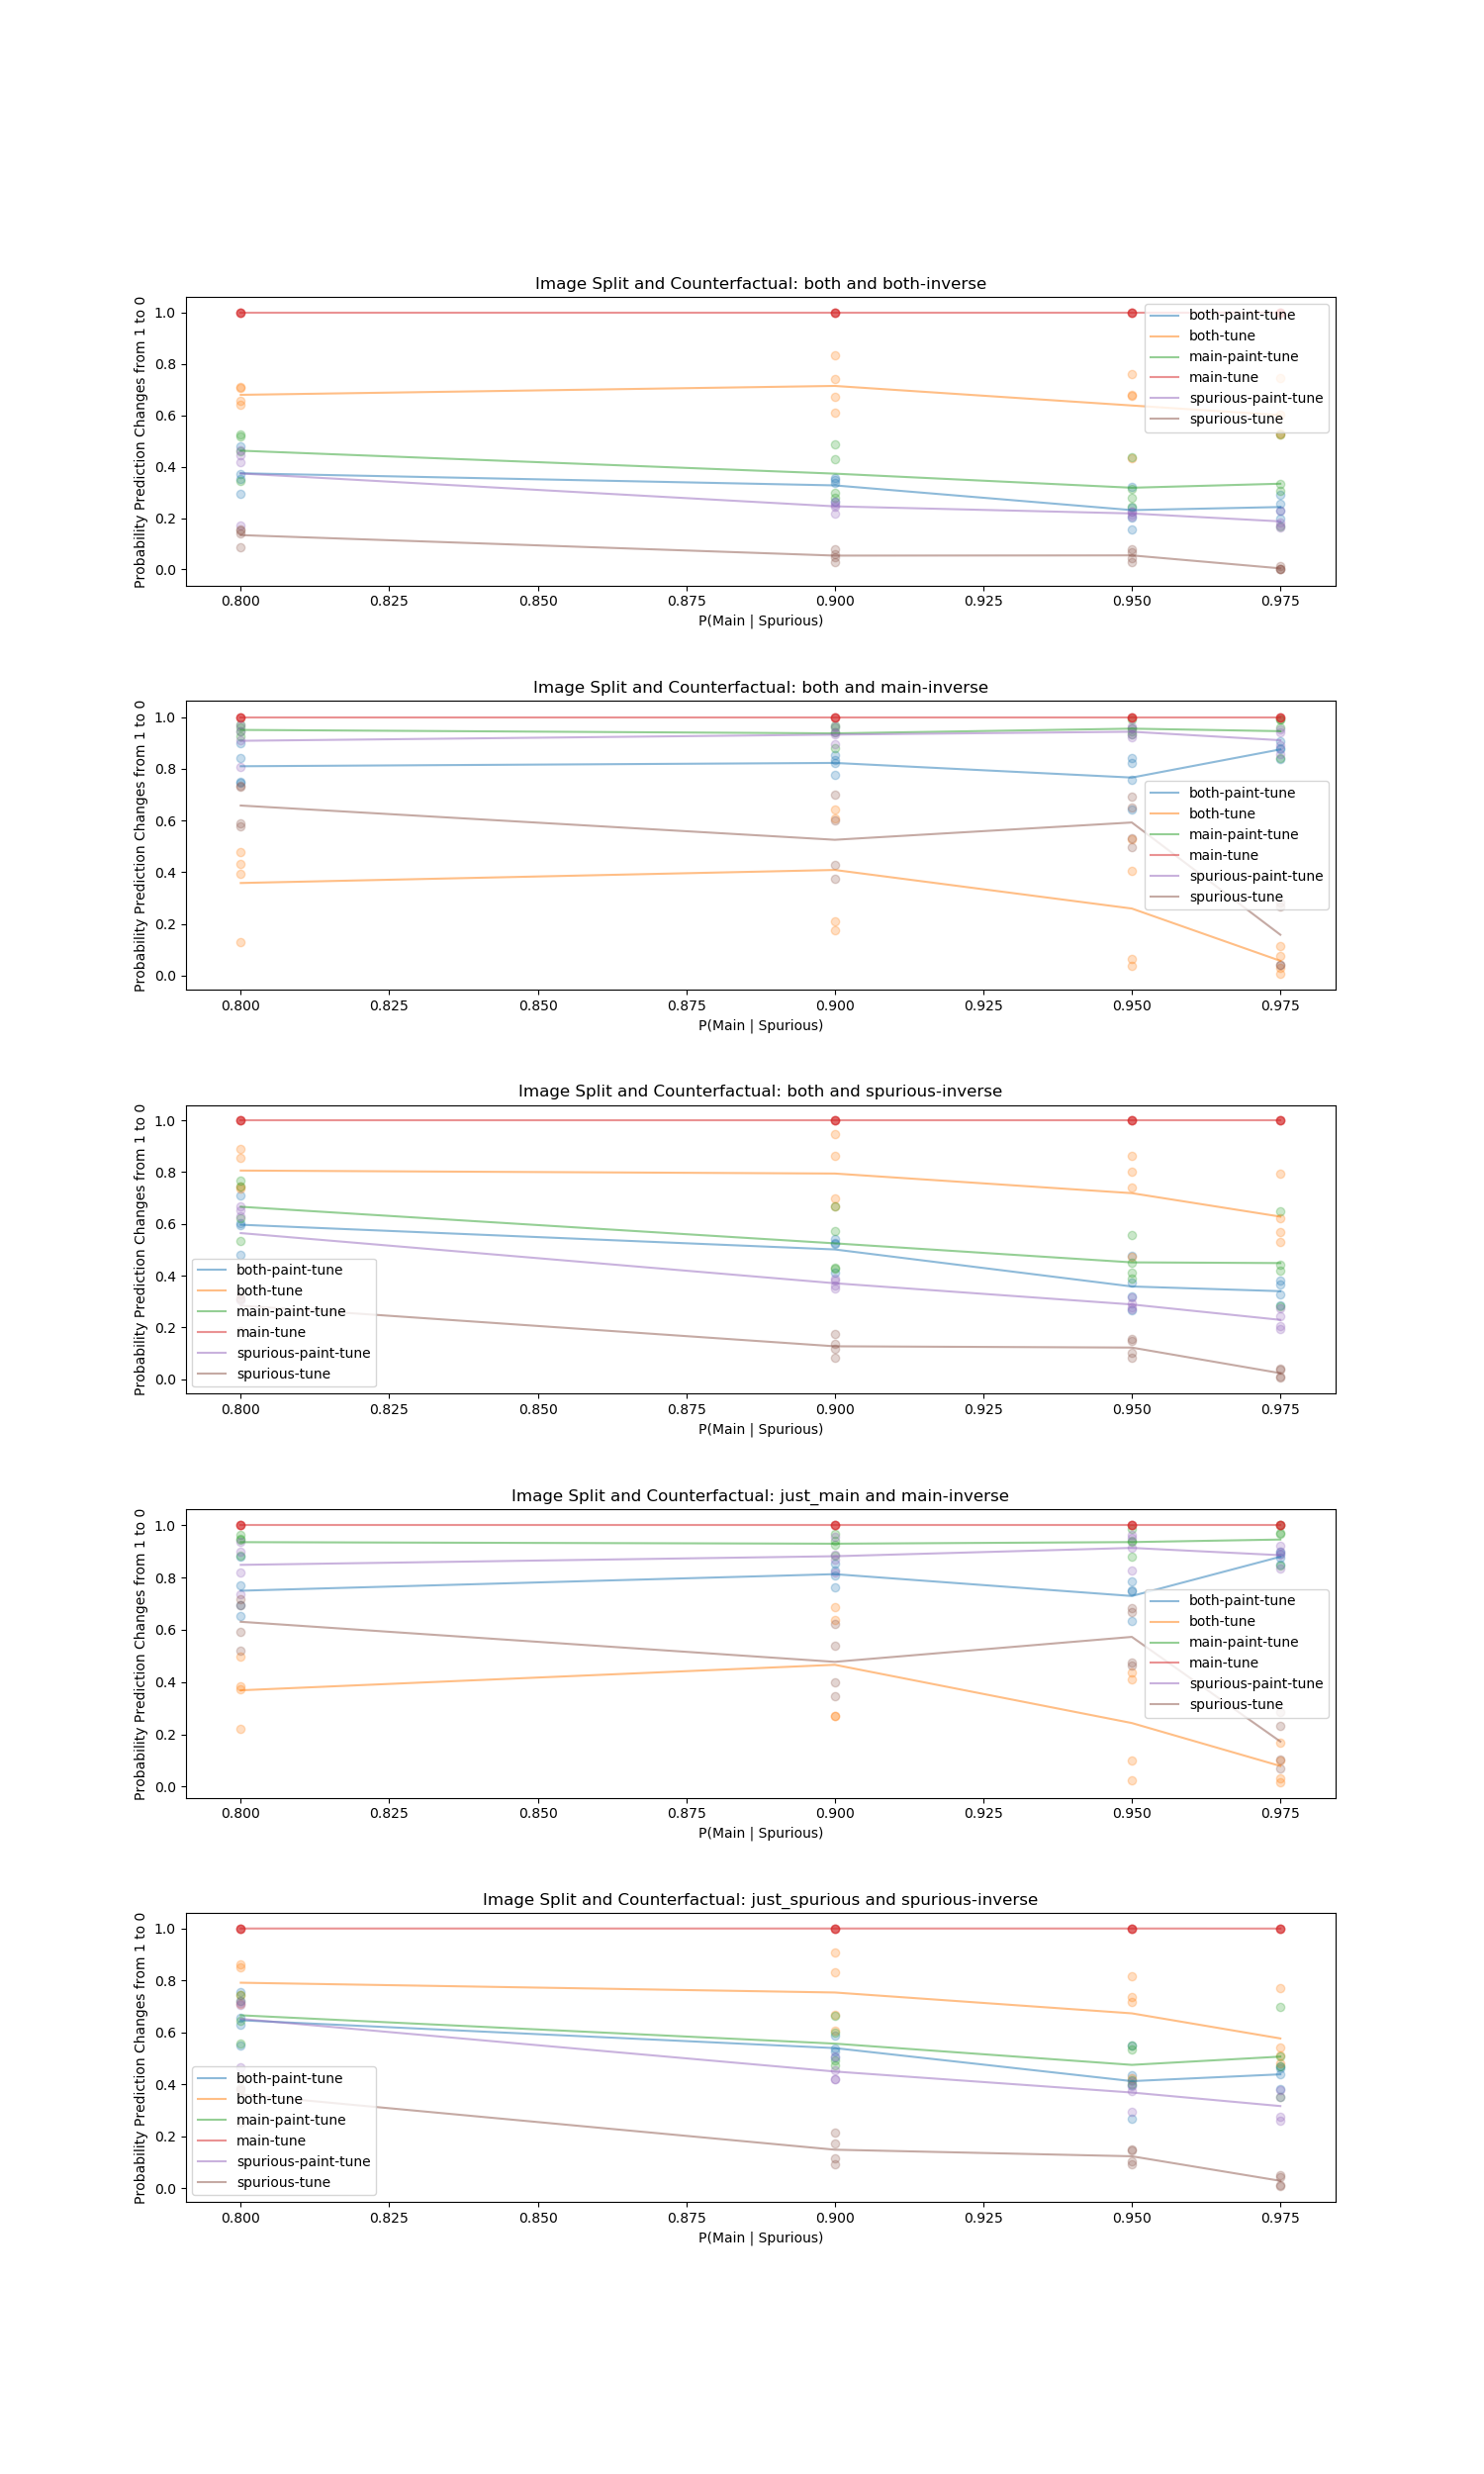 Image Split and Counterfactual: both and both-inverse
Probability Prediction Changes from 1 to 0
1.0
0.8
0.6
0.4
0.2
0.0
both-paint-tune
both-tune
main-paint-tune
main-tune
spurious-paint-tune
spurious-tune
0.800 0.825 0.850 0.875 0.900 0.925 0.950 0.975
P(Main | Spurious)
Image Split and Counterfactual: both and main-inverse
Probability Prediction Changes from 1 to 0
1.0
0.8
0.6
0.4
0.2
0.0
both-paint-tune
both-tune
main-paint-tune
main-tune
spurious-paint-tune
spurious-tune
0.800 0.825 0.850 0.875 0.900 0.925 0.950 0.975
P(Main | Spurious)
Image Split and Counterfactual: both and spurious-inverse
Probability Prediction Changes from 1 to 0
1.0
0.8
0.6
0.4
0.2
0.0
both-paint-tune
both-tune
main-paint-tune
main-tune
spurious-paint-tune
spurious-tune
0.800 0.825 0.850 0.875 0.900 0.925 0.950 0.975
P(Main | Spurious)
Image Split and Counterfactual: just_main and main-inverse
Probability Prediction Changes from 1 to 0
1.0
0.8
0.6
0.4
0.2
0.0
both-paint-tune
both-tune
main-paint-tune
main-tune
spurious-paint-tune
spurious-tune
0.800 0.825 0.850 0.875 0.900 0.925 0.950 0.975
P(Main | Spurious)
Image Split and Counterfactual: just_spurious and spurious-inverse
Probability Prediction Changes from 1 to 0
1.0
0.8
0.6
0.4
0.2
0.0
both-paint-tune
both-tune
main-paint-tune
main-tune
spurious-paint-tune
spurious-tune
0.800 0.825 0.850 0.875 0.900 0.925 0.950 0.975
P(Main | Spurious)